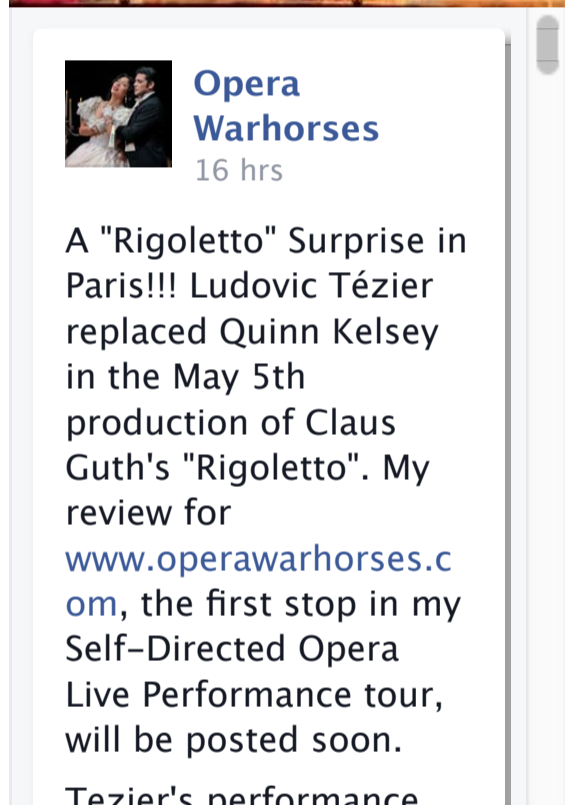 Opera
Warhorses
16 hrs
A "Rigoletto" Surprise in
Paris!!! Ludovic Tézier
replaced Quinn Kelsey
in the May 5th
production of Claus
Guth's "Rigoletto". My
review for
www.operawarhorses.c
om, the first stop in my
Self-Directed Opera
Live Performance tour,
will be posted soon.
Tezier's performance